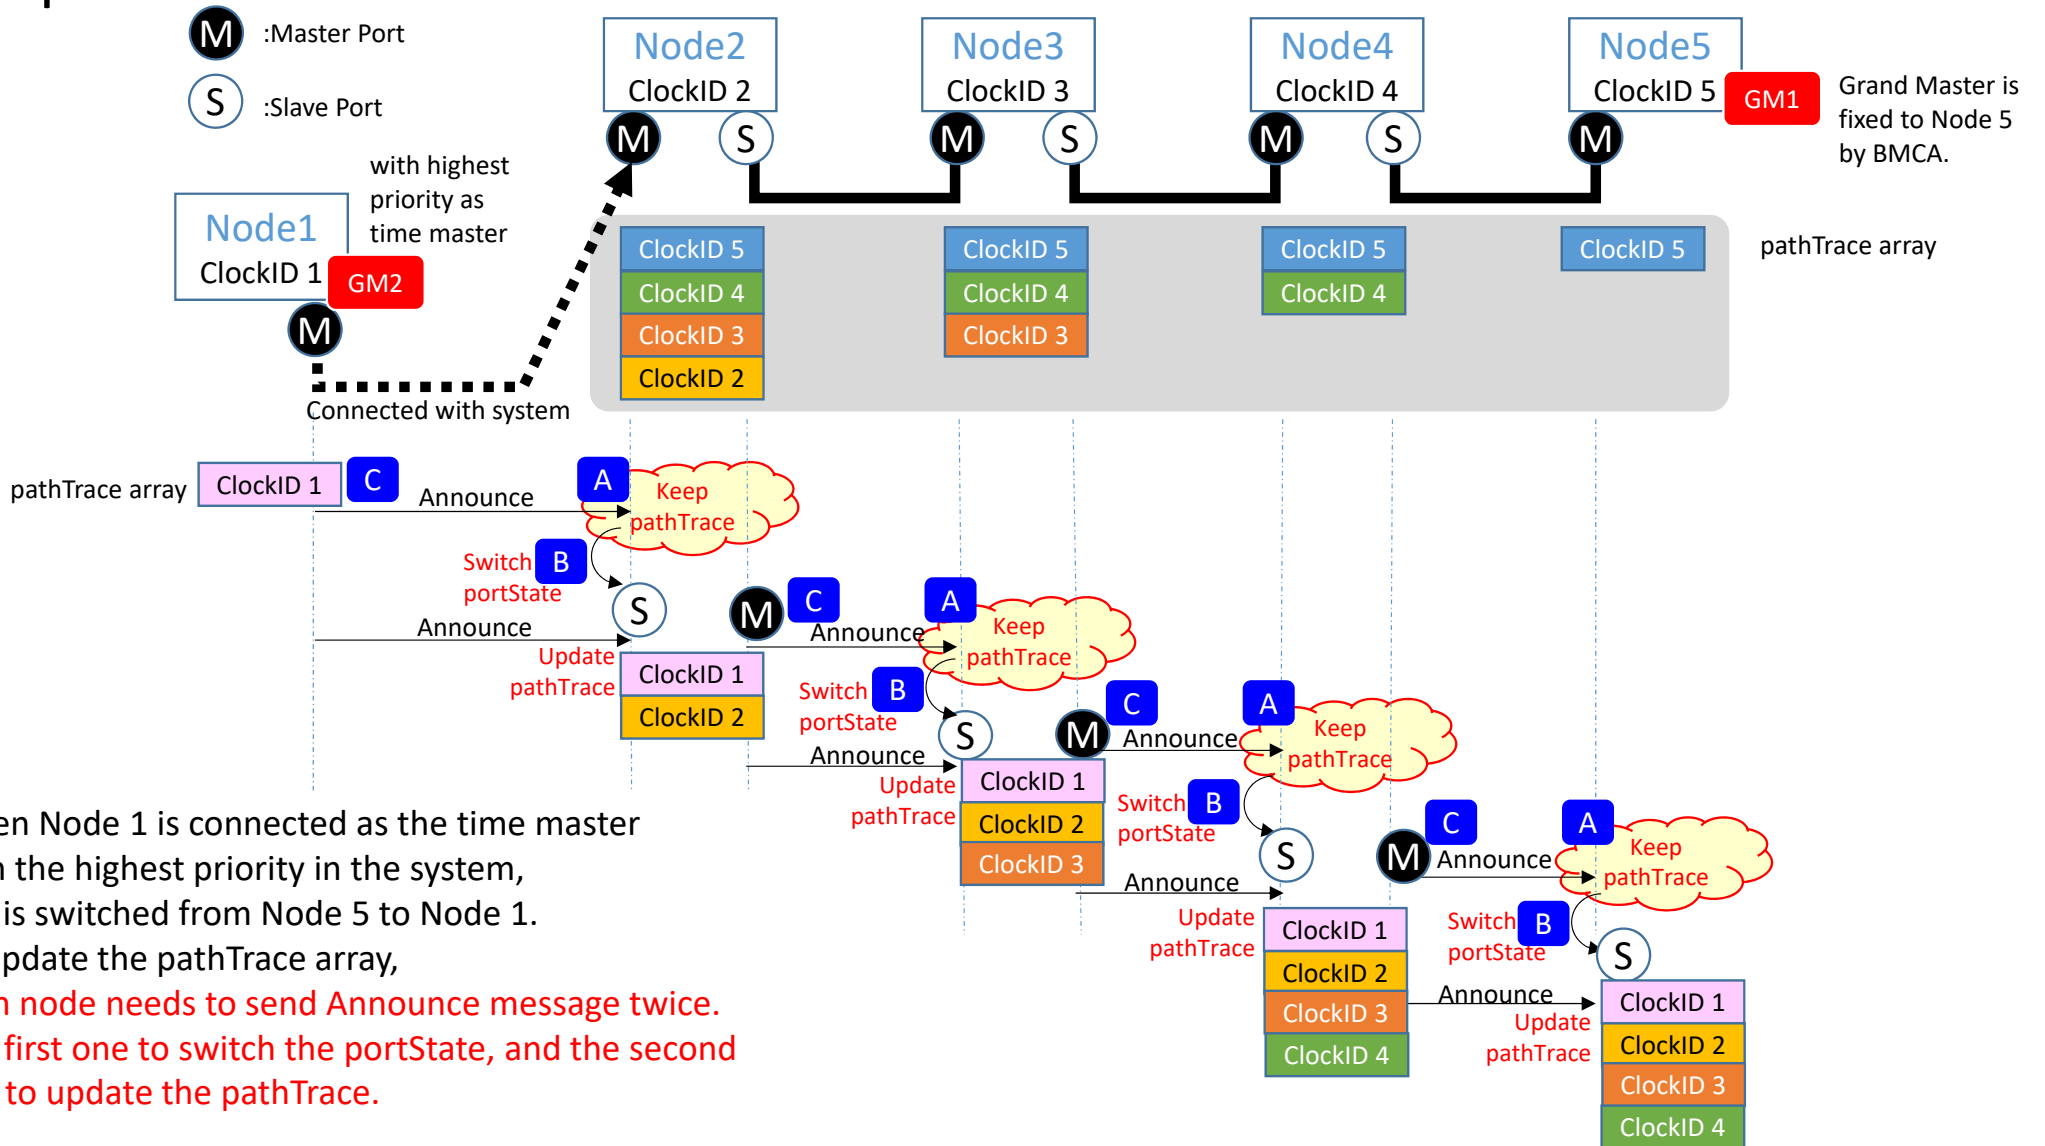 M :Master Port
S :Slave Port
Node2
ClockID 2
M S
Node3
ClockID 3
M S
Node4
ClockID 4
M S
Node5
ClockID 5
GM1
M
Grand Master is
fixed to Node 5
by BMCA.
with highest
priority as
time master
Node1
ClockID 1
GM2
M
Connected with system
ClockID 5
ClockID 4
ClockID 3
ClockID 2
ClockID 5
ClockID 4
ClockID 3
ClockID 5
ClockID 4
ClockID 5
pathTrace array
pathTrace array
ClockID 1
C
Announce
A
Keep
pathTrace
Switch
portState
B
S
Announce
Update
pathTrace
ClockID 1
ClockID 2
M
C
Announce
A
Keep
pathTrace
Switch
portState
B
S
Announce
Update
pathTrace
ClockID 1
ClockID 2
ClockID 3
M
C
Announce
A
Keep
pathTrace
Switch
portState
B
S
Announce
Update
pathTrace
ClockID 1
ClockID 2
ClockID 3
ClockID 4
M
C
Announce
A
Keep
pathTrace
Switch
portState
B
S
Announce
Update
pathTrace
ClockID 1
ClockID 2
ClockID 3
ClockID 4
en Node 1 is connected as the time master
the highest priority in the system,
is switched from Node 5 to Node 1.
pdate the pathTrace array,
node needs to send Announce message twice.
first one to switch the portState, and the second
to update the pathTrace.